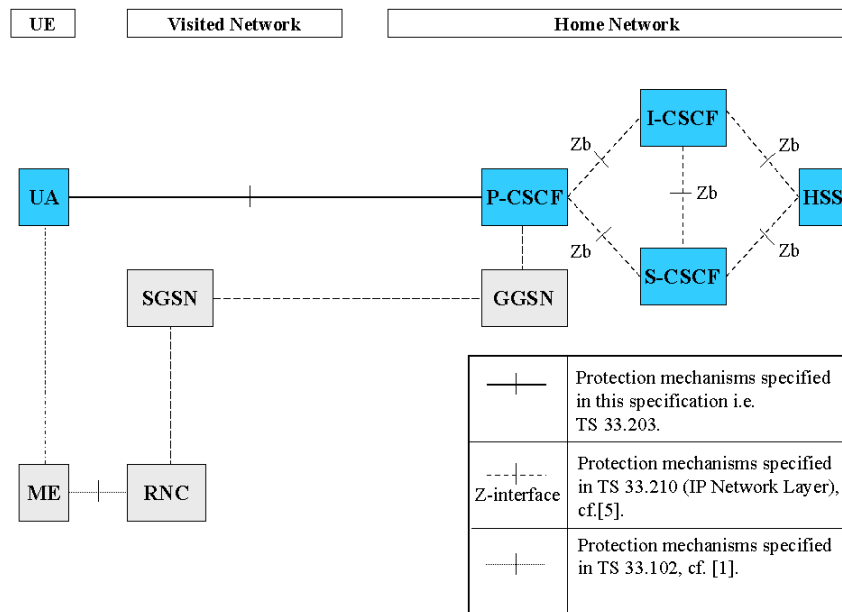 UE
Visited Network
Home Network
I-CSCF
Zb
Zb
UA
P-CSCF
Zb
HSS
Zb
Zb
S-CSCF
SGSN
GGSN
Protection mechanisms specified
in this specification i.e.
TS 33.203.
ME
RNC
Z-interface
Protection mechanisms specified
in TS 33.210 (IP Network Layer),
cf.[5].
Protection mechanisms specified
in TS 33.102, cf. [1].